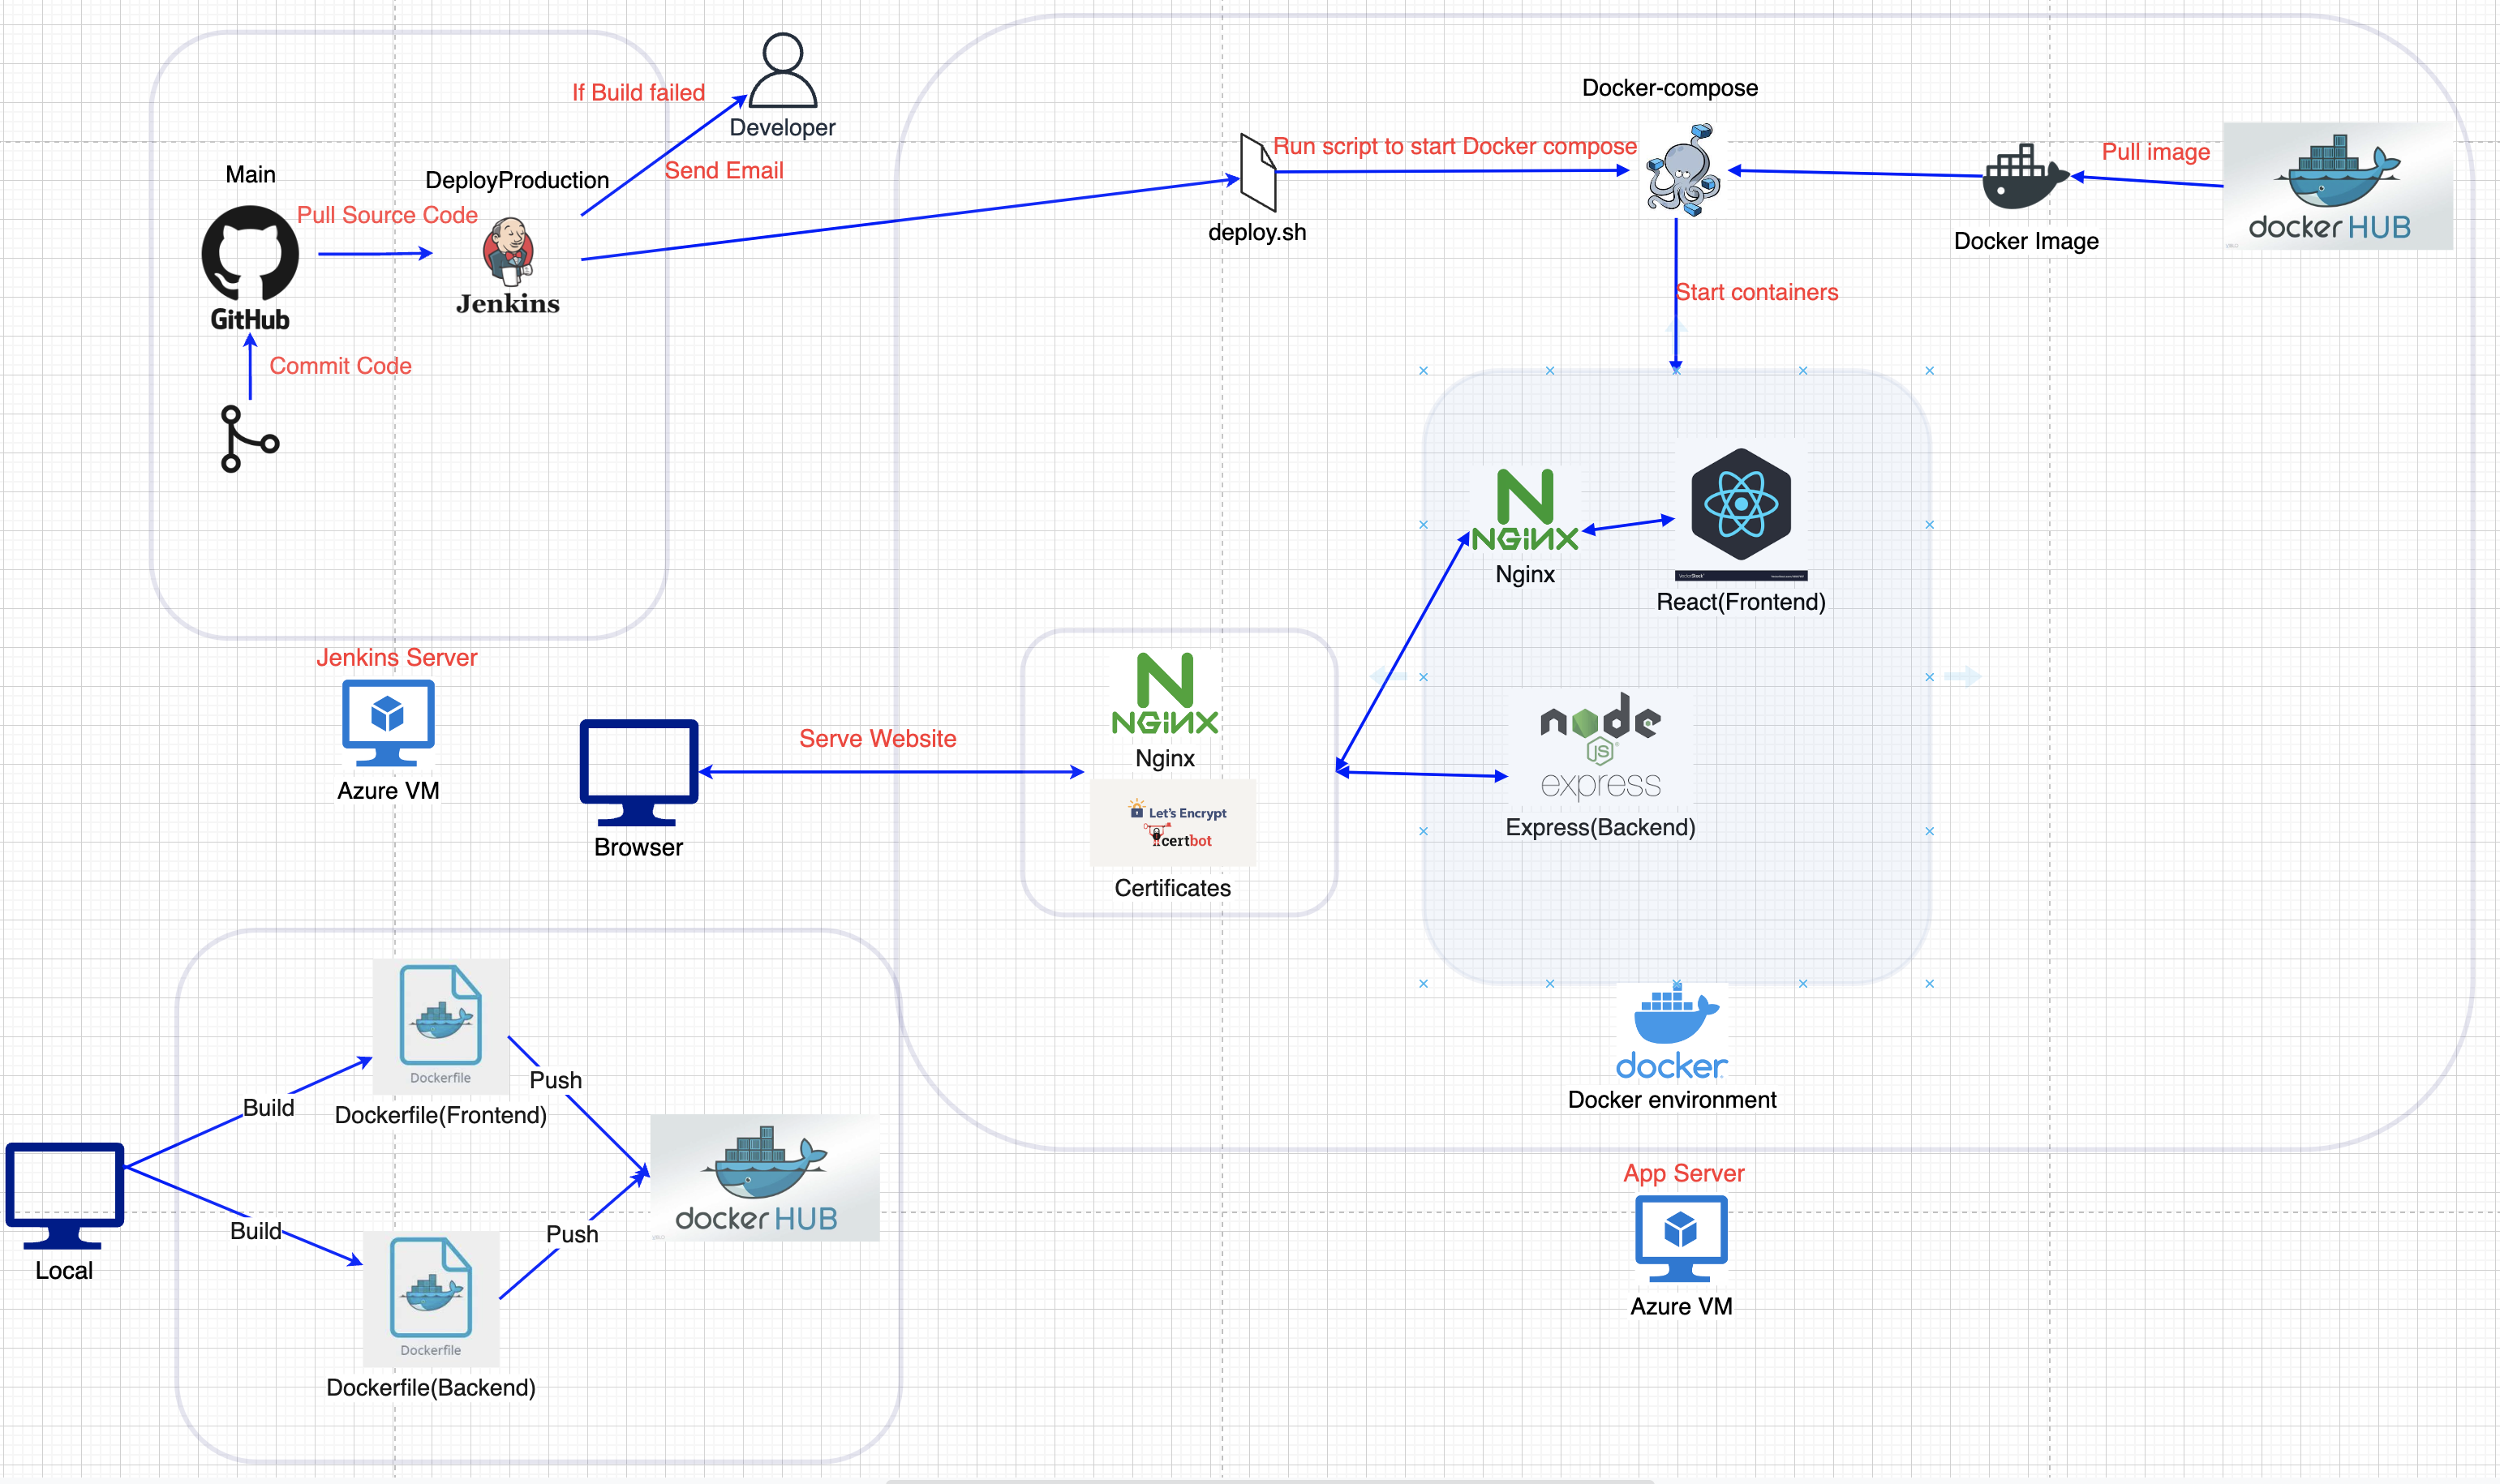 If Build failed
Developer
Send Email
Main
DeployProduction
Pull Source Code
GitHub
Jenkins
Commit Code
Docker-compose
Run script to start Docker compose
deploy.sh
Pull image
docker HUB
Docker Image
Start containers
NGINX
Nginx
React(Frontend)
Jenkins Server
Azure VM
Serve Website
Browser
NGINX
Nginx
Let's Encrypt
certbot
Certificates
node
JS
express
Express(Backend)
docker
Docker environment
App Server
Azure VM
Dockerfile
Dockerfile(Frontend)
Build
Push
Local
docker HUB
Build
Push
Dockerfile
Dockerfile(Backend)